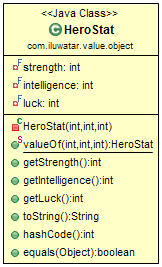 <<Java Class>>
HeroStat
com.iluwatar.value.object
strength: int
intelligence: int
luck: int
HeroStat(int,int,int)
valueOf(int,int,int):HeroStat
getStrength():int
getIntelligence():int
getLuck():int
toString():String
hashCode():int
equals(Object):boolean